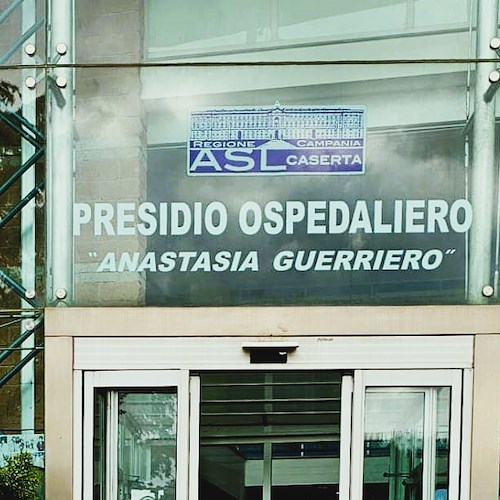 REGIONE CAMPANIA
ASL CASERTA
PRESIDIO OSPEDALIERO
"ANASTASIA GUERRIERO"